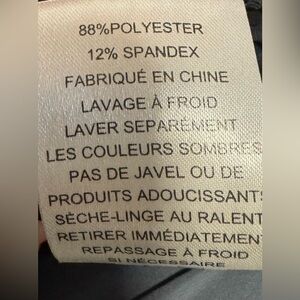 88%POLYESTER
12% SPANDEX
FABRIQUÉ EN CHINE
LAVAGE À FROID
LAVER SEPARÉMENT
LES COULEURS SOMBRES
PAS DE JAVEL OU DE
PRODUITS ADOUCISSANTS
SÈCHE-LINGE AU RALENT
RETIRER IMMÉDIATEMENT
REPASSAGE À FROID
SI NÉCESSAIRE